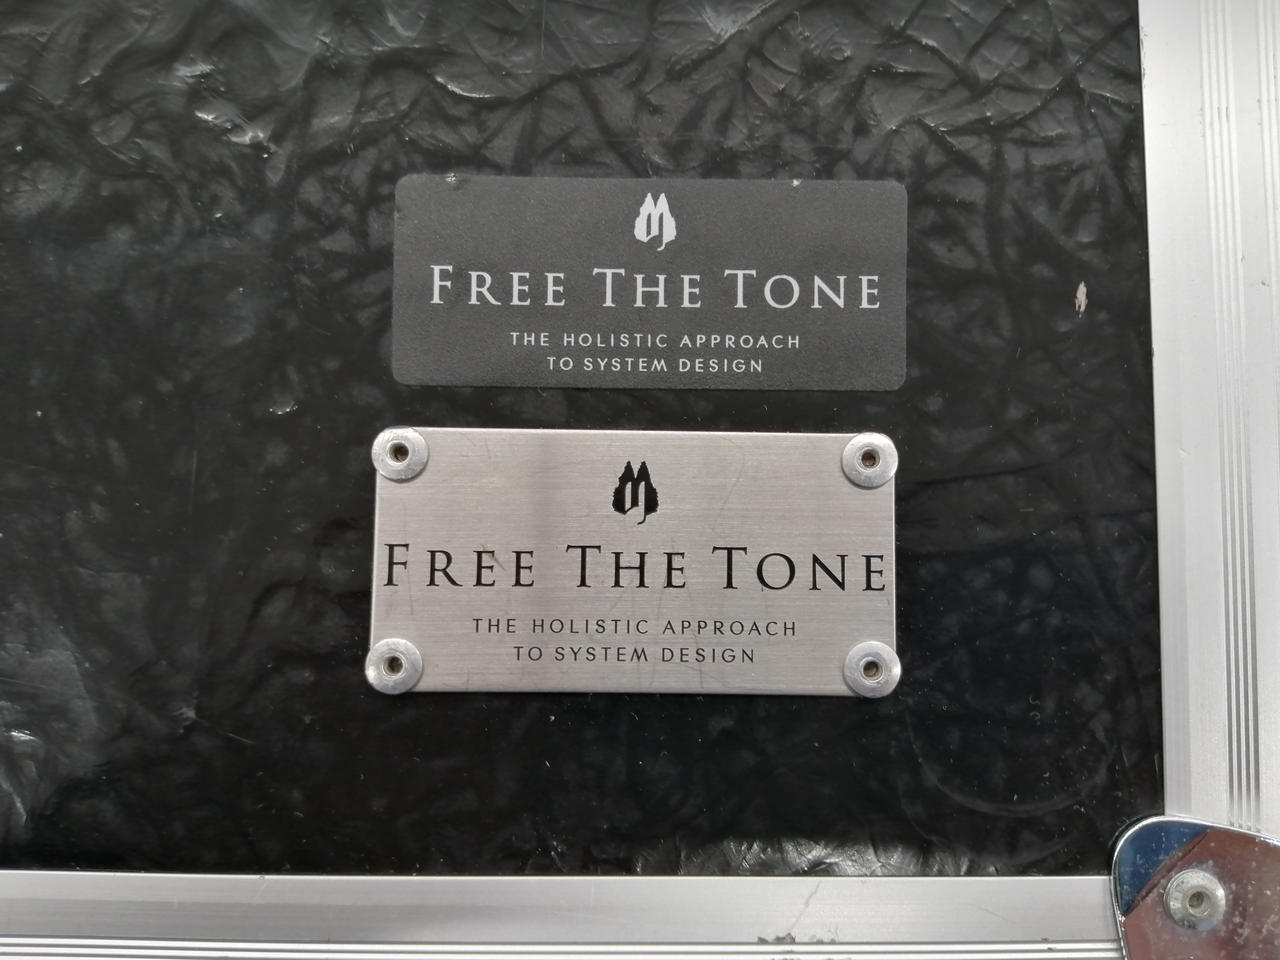 FREE THE TONE
THE HOLISTIC APPROACH
TO SYSTEM DESIGN
FREE THE TONE
THE HOLISTIC APPROACH
TO SYSTEM DESIGN